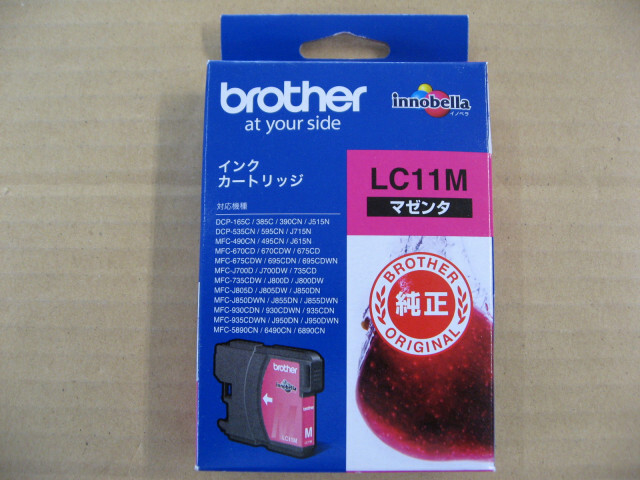 brother
at your side
innobella
イノベラ
インク
カートリッジ
対応機種
DCP-165C / 385C / 390CN / J515N
DCP-535CN / 595CN / J715N
MFC-490CN / 495CN / J615N
MFC-670CD / 670CDW / 675CD
MFC-675CDW / 695CDN / 695CDWN
MFC-J700D / J700DW / 735CD
MFC-735CDW / J800D / J800DW
MFC-J805D / J805DW / J850DN
MFC-J850DWN / J855DN / J855DWN
MFC-930CDN / 930CDWN / 935CDN
MFC-935CDWN / J950DN / J950DWN
MFC-5890CN / 6490CN / 6890CN
LC11M
マゼンタ
BROTHER
純正
ORIGINAL
brother
innobella
M
LC11M